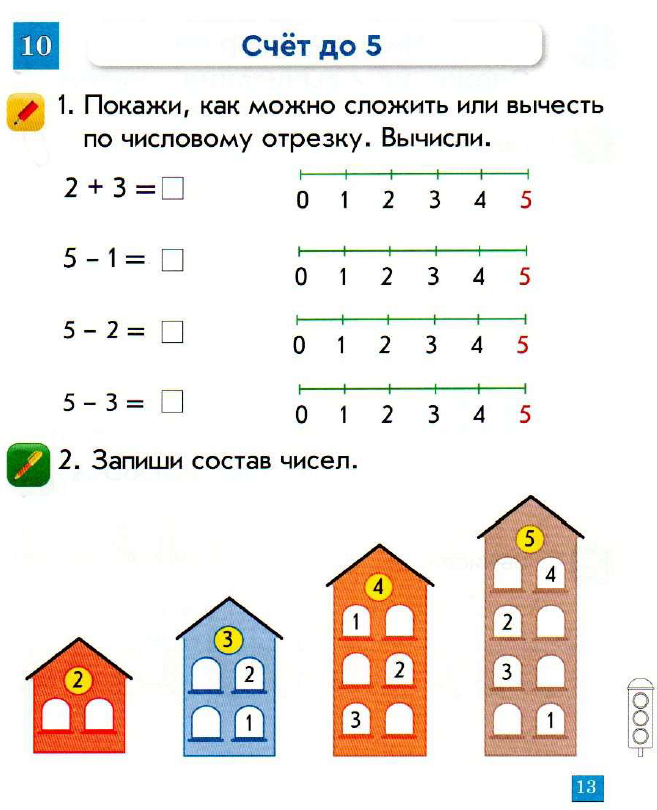 10
Счёт до 5
1. Покажи, как можно сложить или вычесть
по числовому отрезку. Вычисли.
2 + 3 = □
0 1 2 3 4 5
5 – 1 = □
0 1 2 3 4 5
5 – 2 = □
0 1 2 3 4 5
5 – 3 = □
0 1 2 3 4 5
2. Запиши состав чисел.
2
3
2
1
4
1
2
3
5
4
2
3
1
13